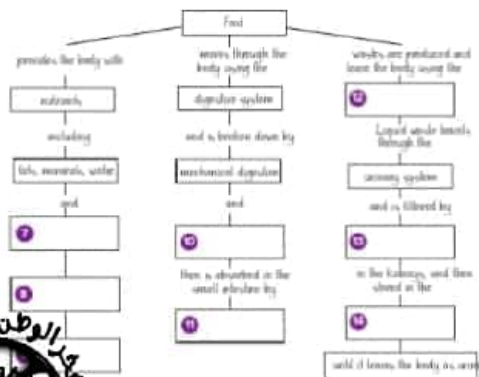 Food
provides the body with
nutrients
including
fats, minerals, water
and
7
8
moves through the
body using the
digestive system
and is broken down by
mechanical digestion
and
10
then is absorbed in the
small intestine by
11
wastes are produced and
leave the body using the
12
Liquid waste travels
through the
urinary system
and is filtered by
13
in the kidneys, and then
stored in the
14
until it leaves the body as urine